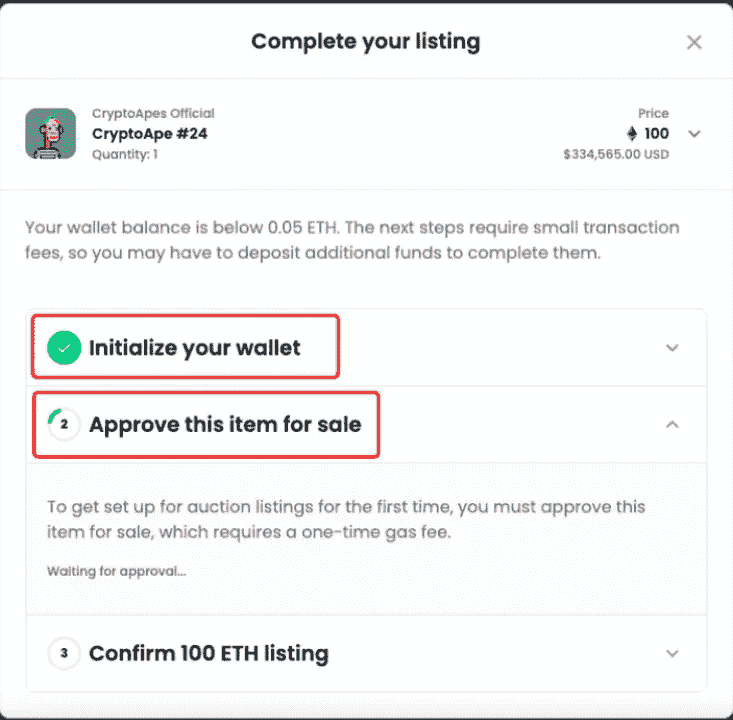 Complete your listing
CryptoApes Official
CryptoApe #24
Quantity: 1
Price
100
$334,565.00 USD
Your wallet balance is below 0.05 ETH. The next steps require small transaction
fees, so you may have to deposit additional funds to complete them.
Initialize your wallet
2 Approve this item for sale
To get set up for auction listings for the first time, you must approve this
item for sale, which requires a one-time gas fee.
Waiting for approval...
3 Confirm 100 ETH listing